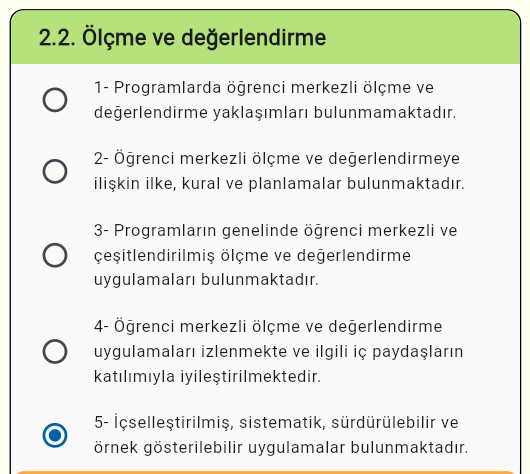 2.2. Ölçme ve değerlendirme
1- Programlarda öğrenci merkezli ölçme ve
değerlendirme yaklaşımları bulunmamaktadır.
2- Öğrenci merkezli ölçme ve değerlendirmeye
ilişkin ilke, kural ve planlamalar bulunmaktadır.
3- Programların genelinde öğrenci merkezli ve
çeşitlendirilmiş ölçme ve değerlendirme
uygulamaları bulunmaktadır.
4- Öğrenci merkezli ölçme ve değerlendirme
uygulamaları izlenmekte ve ilgili iç paydaşların
katılımıyla iyileştirilmektedir.
5- İçselleştirilmiş, sistematik, sürdürülebilir ve
örnek gösterilebilir uygulamalar bulunmaktadır.